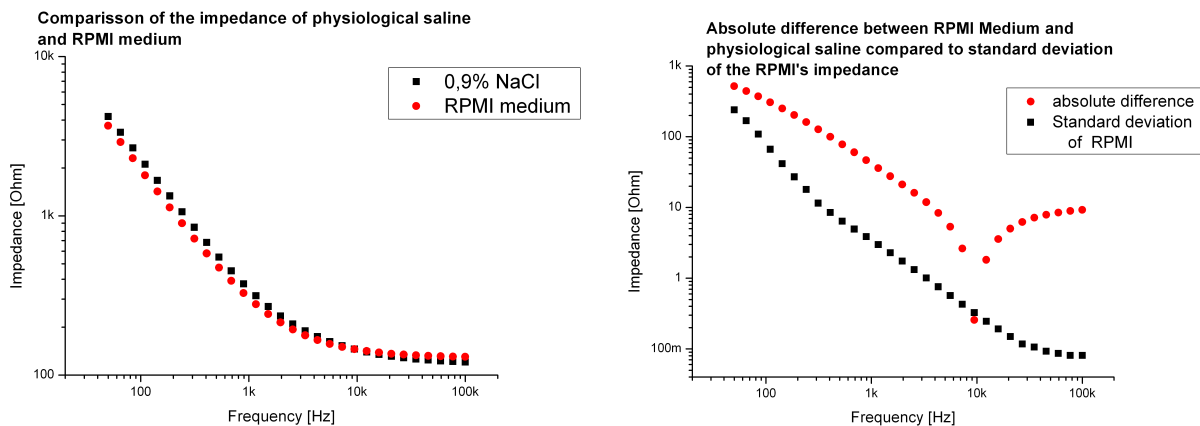 Comparisson of the impedance of physiological saline
and RPMI medium
10k
1k
100
Impedance [Ohm]
0,9% NaCl
RPMI medium
100
1k
10k
100k
Frequency [Hz]
Absolute difference between RPMI Medium and
physiological saline compared to standard deviation
of the RPMI's impedance
1k
100
10
1
100m
Impedance [Ohm]
absolute difference
Standard deviation
of RPMI
100
1k
10k
100k
Frequency [Hz]